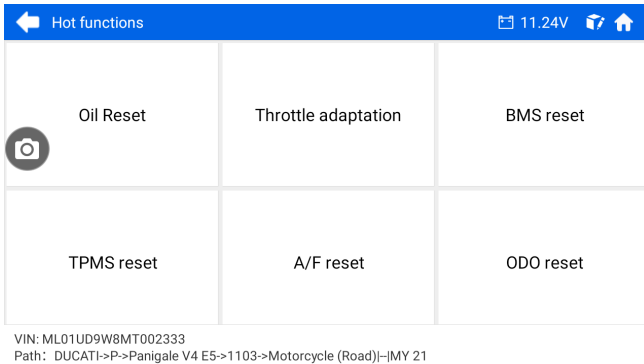 Hot functions 11.24V
Oil Reset Throttle adaptation BMS reset
TPMS reset A/F reset ODO reset
VIN: ML01UD9W8MT002333
Path： DUCATI->P->Panigale V4 E5->1103->Motorcycle (Road)|--|MY 21